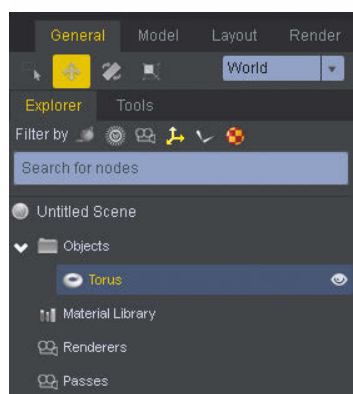 General Model Layout Render
World
Explorer Tools
Filter by
Search for nodes
Untitled Scene
Objects
Torus
Material Library
Renderers
Passes